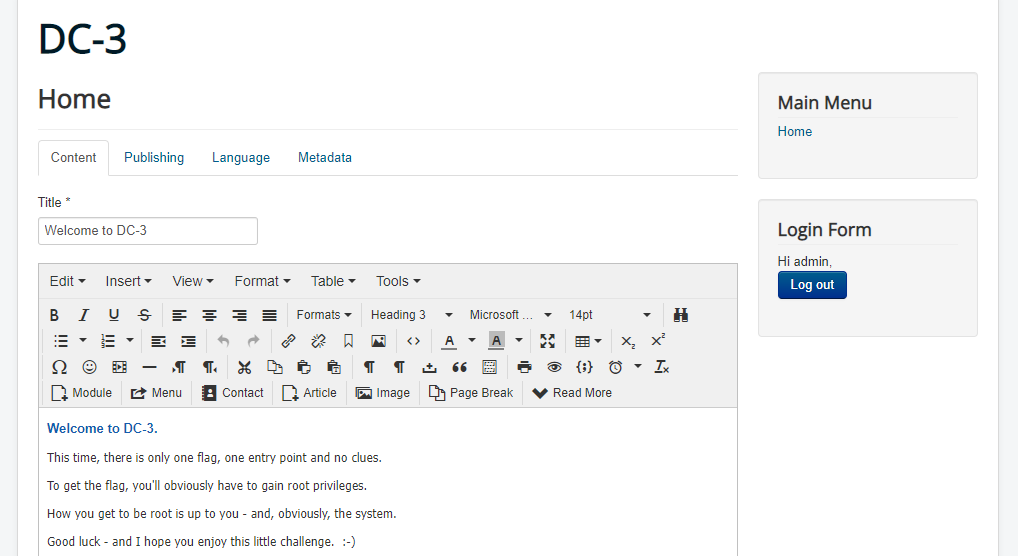 DC-3
Home
Content Publishing Language Metadata
Title *
Welcome to DC-3
Edit Insert View Format Table Tools
B I U S Formats Heading 3 Microsoft ... 14pt
A A X2 X2
Ix
Module Menu Contact Article Image Page Break Read More
Welcome to DC-3.
This time, there is only one flag, one entry point and no clues.
To get the flag, you'll obviously have to gain root privileges.
How you get to be root is up to you - and, obviously, the system.
Good luck - and I hope you enjoy this little challenge. :-)
Main Menu
Home
Login Form
Hi admin,
Log out